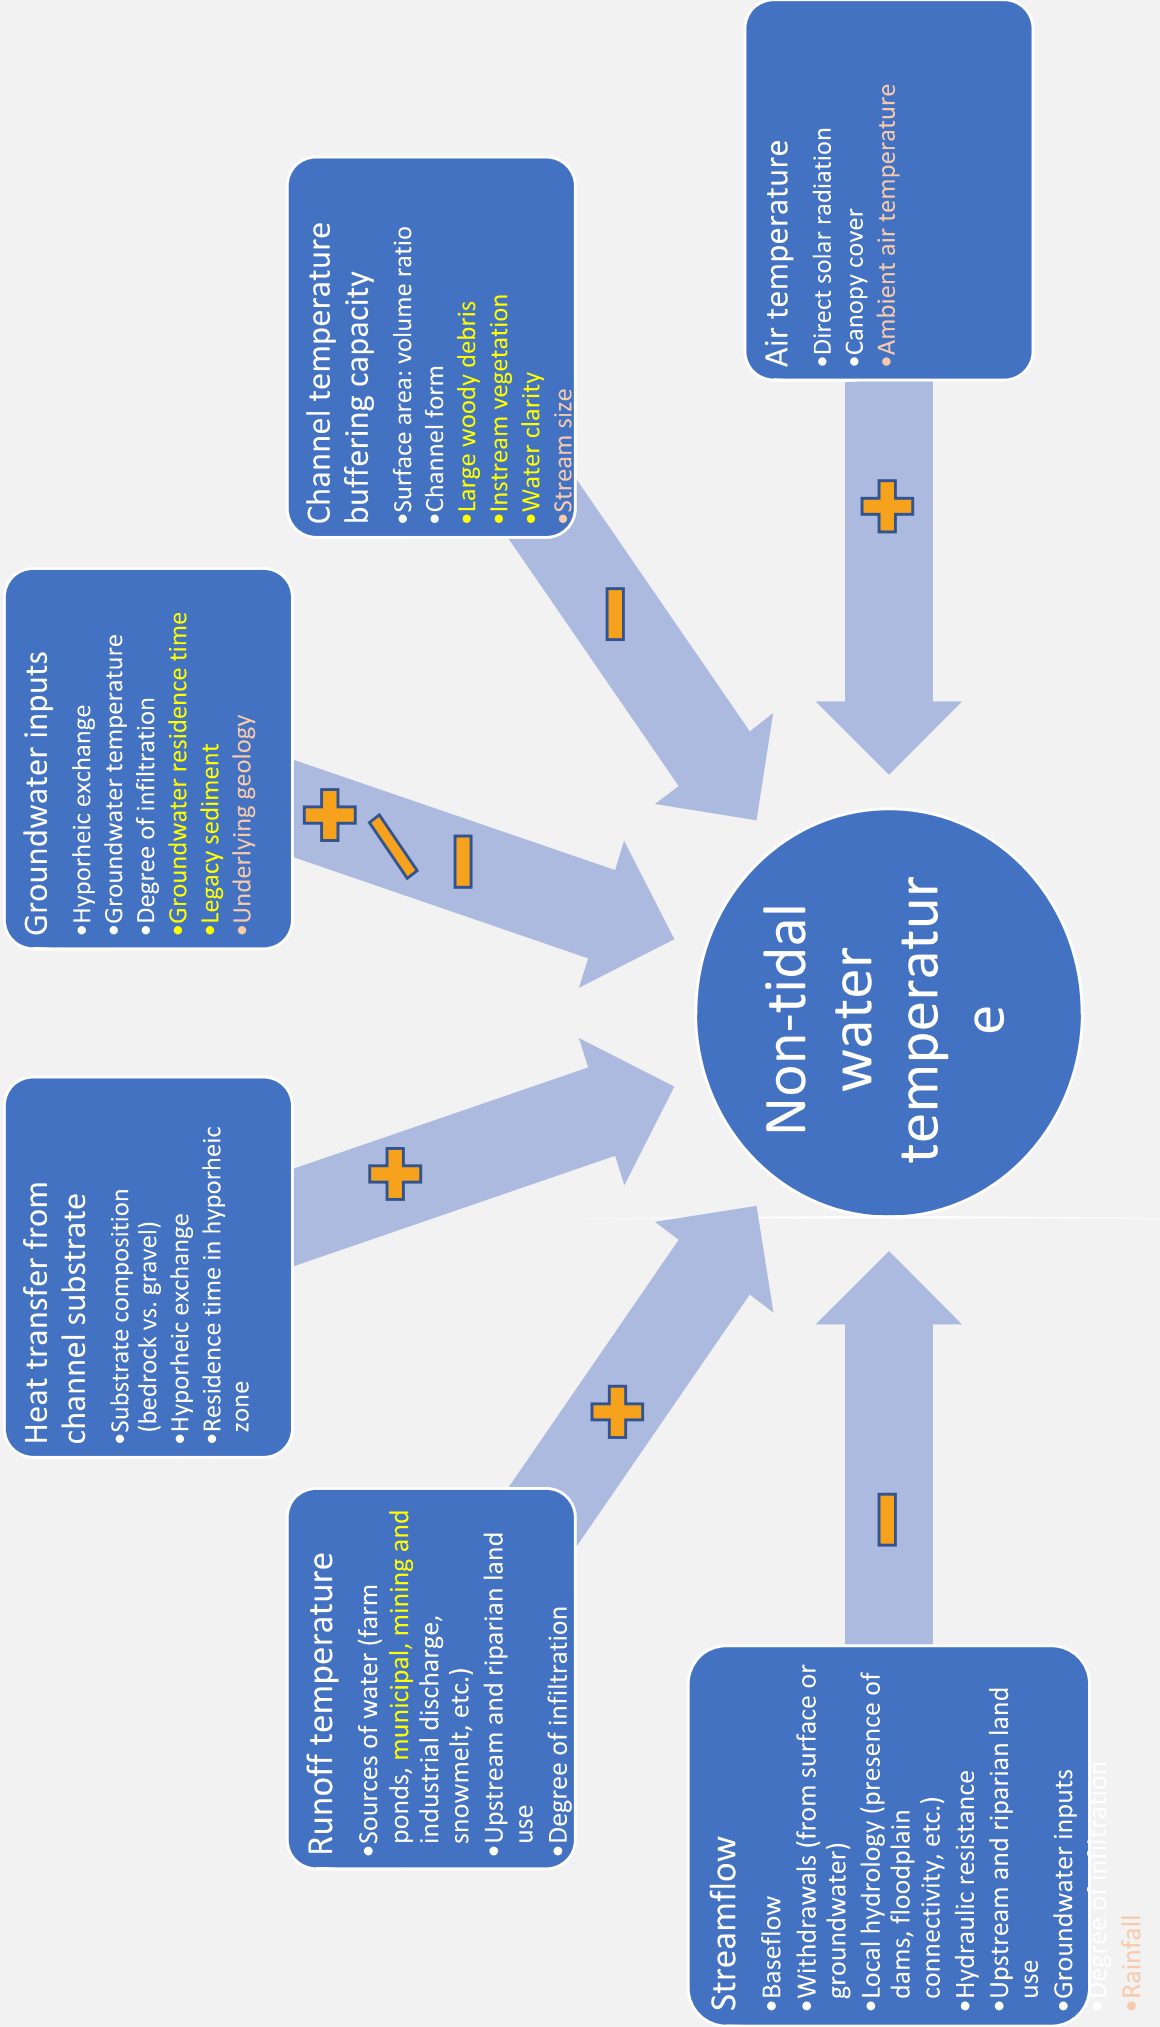 Streamflow
•Baseflow
•Withdrawals (from surface or
groundwater)
•Local hydrology (presence of
dams, floodplain
connectivity, etc.)
•Hydraulic resistance
•Upstream and riparian land
use
•Groundwater inputs
•Degree of infiltration
•Rainfall
Runoff temperature
•Sources of water (farm
ponds, municipal, mining and
industrial discharge,
snowmelt, etc.)
•Upstream and riparian land
use
•Degree of infiltration
Heat transfer from
channel substrate
•Substrate composition
(bedrock vs. gravel)
•Hyporheic exchange
•Residence time in hyporheic
zone
Groundwater inputs
•Hyporheic exchange
•Groundwater temperature
•Degree of infiltration
•Groundwater residence time
•Legacy sediment
•Underlying geology
Channel temperature
buffering capacity
•Surface area: volume ratio
•Channel form
•Large woody debris
•Instream vegetation
•Water clarity
•Stream size
Air temperature
•Direct solar radiation
•Canopy cover
•Ambient air temperature
Non-tidal
water
temperatur
e